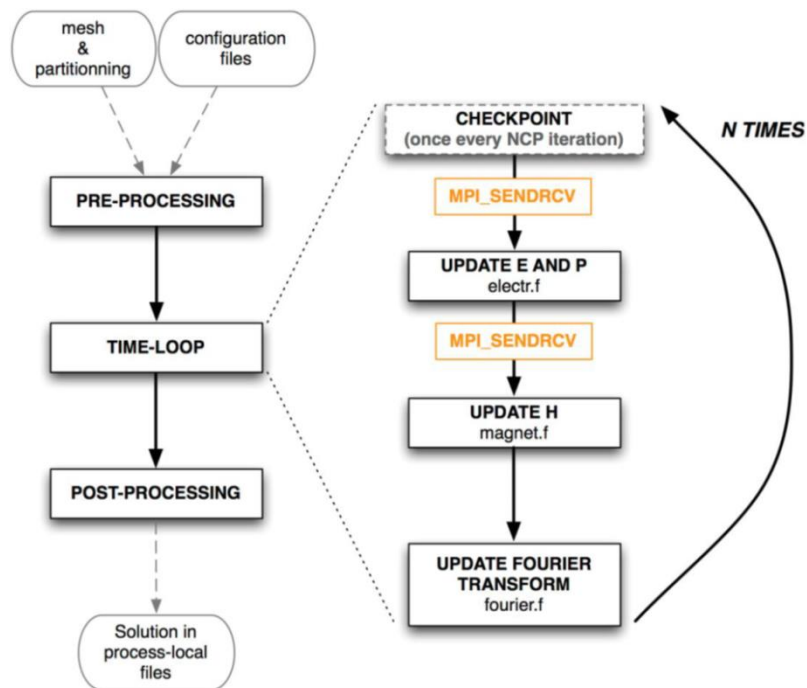 mesh
&
partitionning
configuration
files
PRE-PROCESSING
TIME-LOOP
POST-PROCESSING
Solution in
process-local
files
CHECKPOINT
(once every NCP iteration)
MPI_SENDRCV
UPDATE E AND P
electr.f
MPI_SENDRCV
UPDATE H
magnet.f
UPDATE FOURIER
TRANSFORM
fourier.f
N TIMES